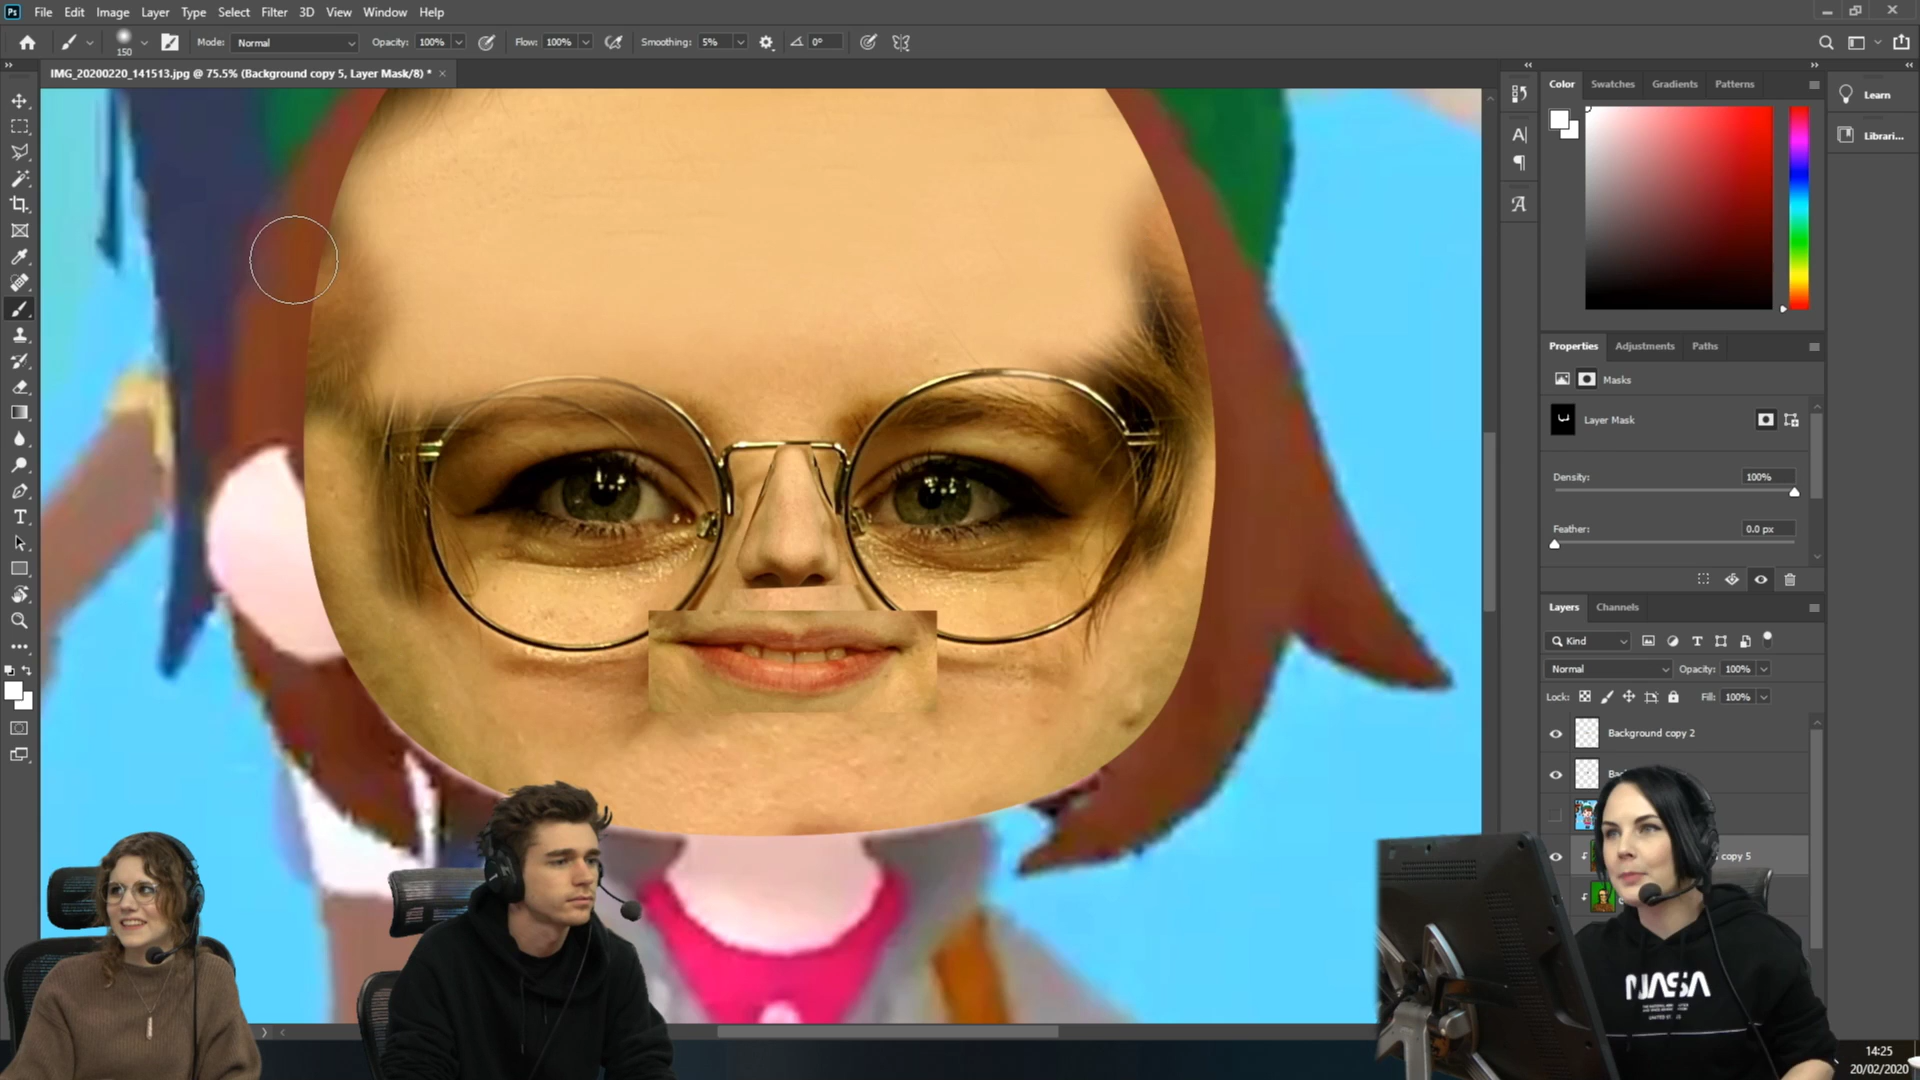 Ps File Edit Image Layer Type Select Filter 3D View Window Help
150 Mode: Normal Opacity: 100% Flow: 100% Smoothing: 5% 0°
IMG_20200220_141513.jpg @ 75.5% (Background copy 5, Layer Mask/8) * ×
Color Swatches Gradients Patterns
Learn
Librari...
Properties Adjustments Paths
Masks
Layer Mask
Density: 100%
Feather: 0.0 px
Layers Channels
Kind
Normal Opacity: 100%
Lock: Fill: 100%
Background copy 2
copy 5
NASA
14:25
20/02/2020